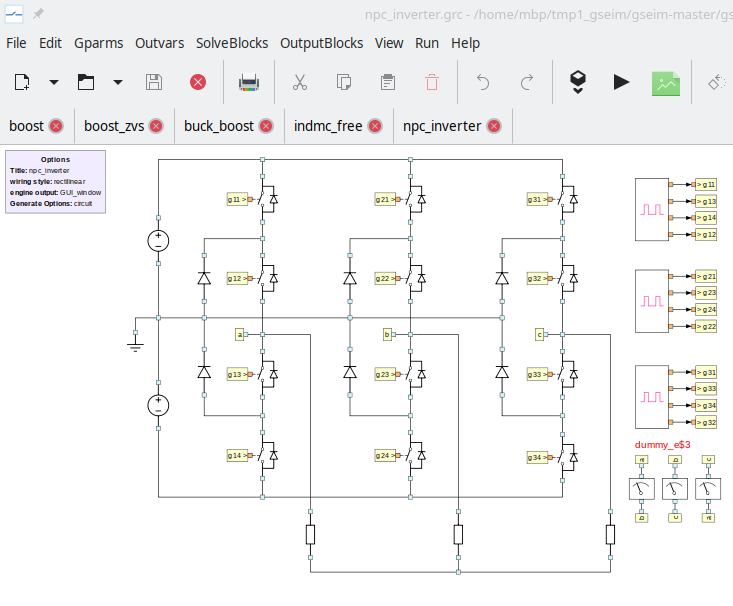 npc_inverter.grc - /home/mbp/tmp1_gseim/gseim-master/gs
File Edit Gparms Outvars SolveBlocks OutputBlocks View Run Help
boost boost_zvs buck_boost indmc_free npc_inverter
Options
Title: npc_inverter
wiring style: rectilinear
engine output: GUI_window
Generate Options: circuit
g11 > g21 > g31 >
> g11
> g13
> g14
> g12
g12 > g22 > g32 >
> g21
> g23
> g24
> g22
a b c
g13 > g23 > g33 >
> g31
> g33
> g34
> g32
g14 > g24 > g34 >
dummy_e$3
a b c
b c a